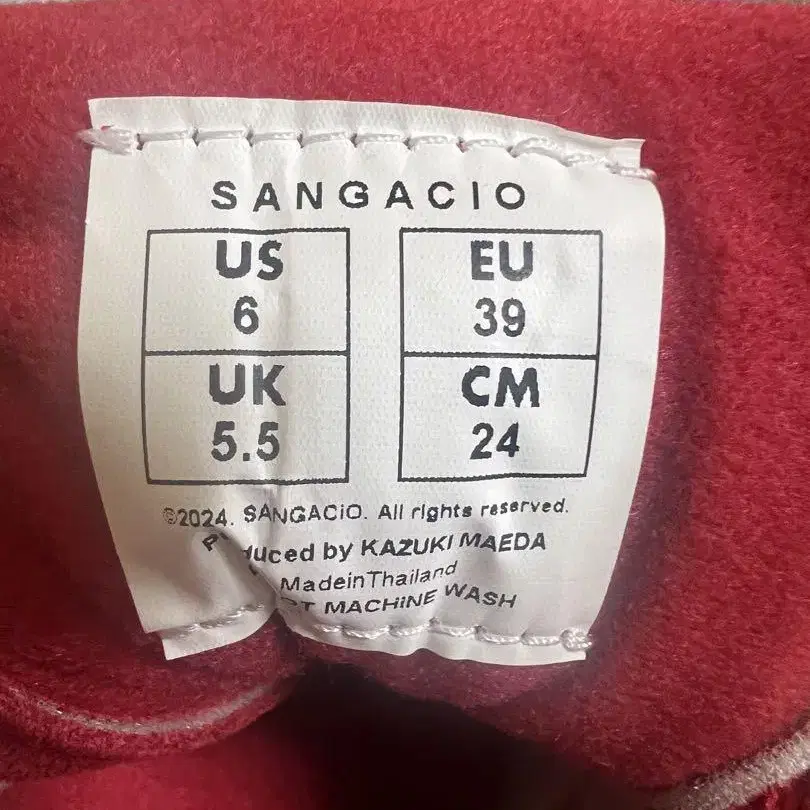 SANGACIO
US EU
6 39
UK CM
5.5 24
©2024. SANGACiO. All rights reserved.
by KAZUKI MAEDA
MadeinThailand
MACHiNE WASH